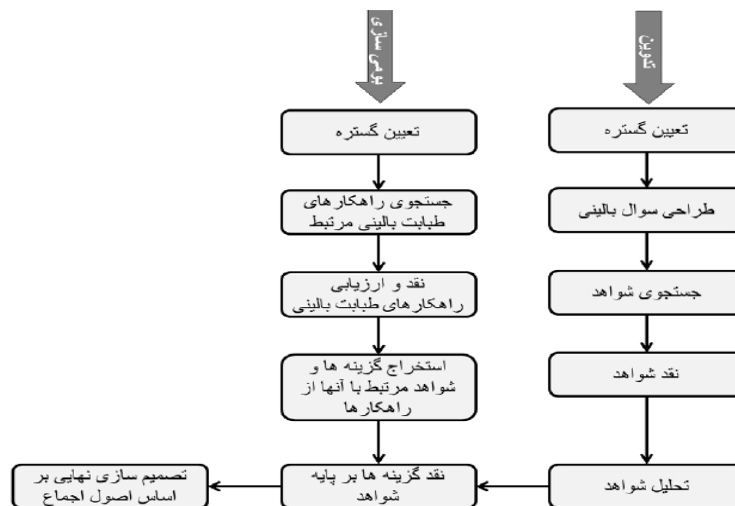 تدوین
تعیین گستره
طراحی سوال بالینی
جستجوی شواهد
نقد شواهد
تحلیل شواهد
بومی سازی
تعیین گستره
جستجوی راهکارهای
طبابت بالینی مرتبط
نقد و ارزیابی
راهکارهای طبابت بالینی
استخراج گزینه ها و
شواهد مرتبط با آنها از
راهکارها
نقد گزینه ها بر پایه
شواهد
تصمیم سازی نهایی بر
اساس اصول اجماع